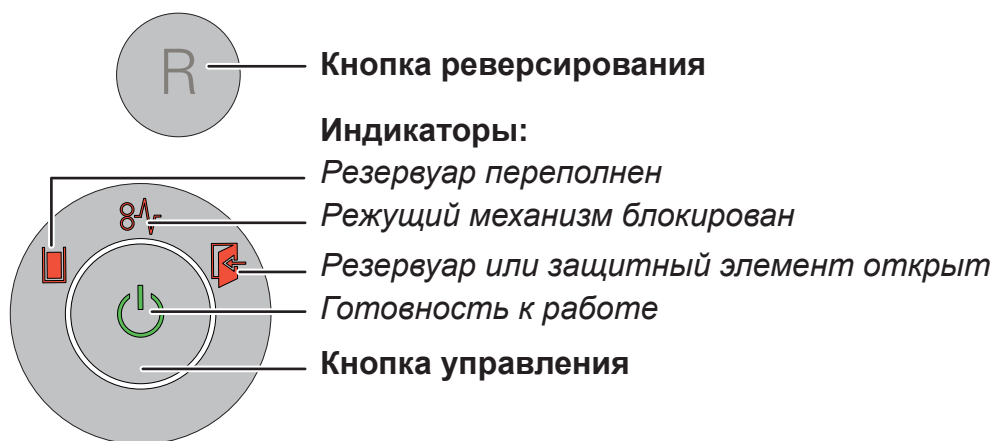 R
Кнопка реверсирования
Индикаторы:
Резервуар переполнен
Режущий механизм блокирован
Резервуар или защитный элемент открыт
Готовность к работе
Кнопка управления